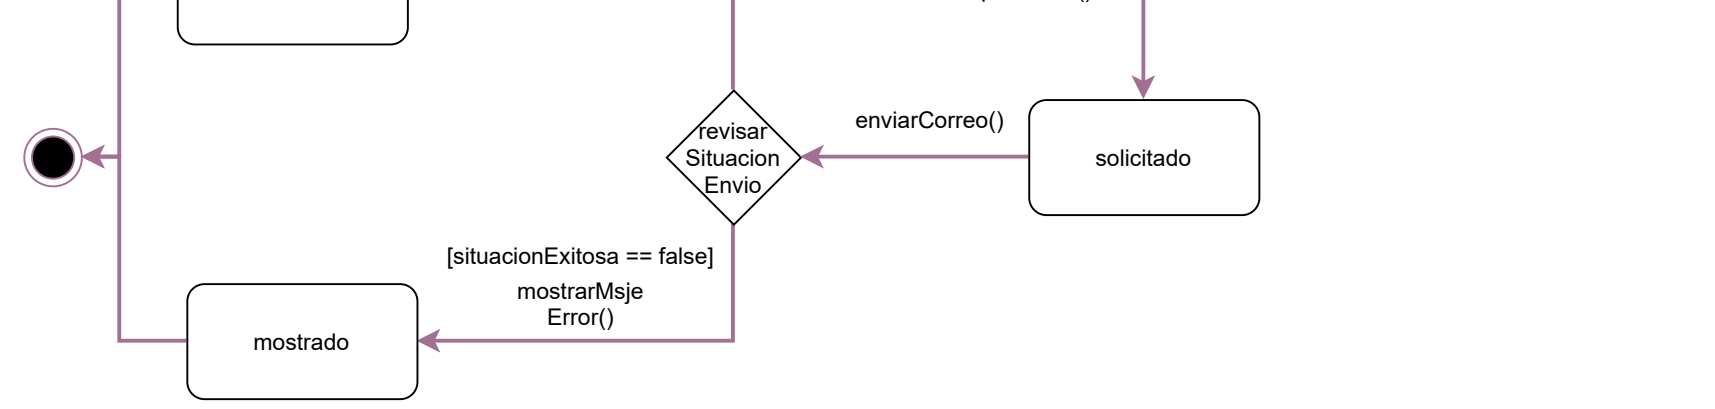 enviarCorreo()
revisar
Situacion
Envio
solicitado
[situacionExitosa == false]
mostrarMsje
Error()
mostrado